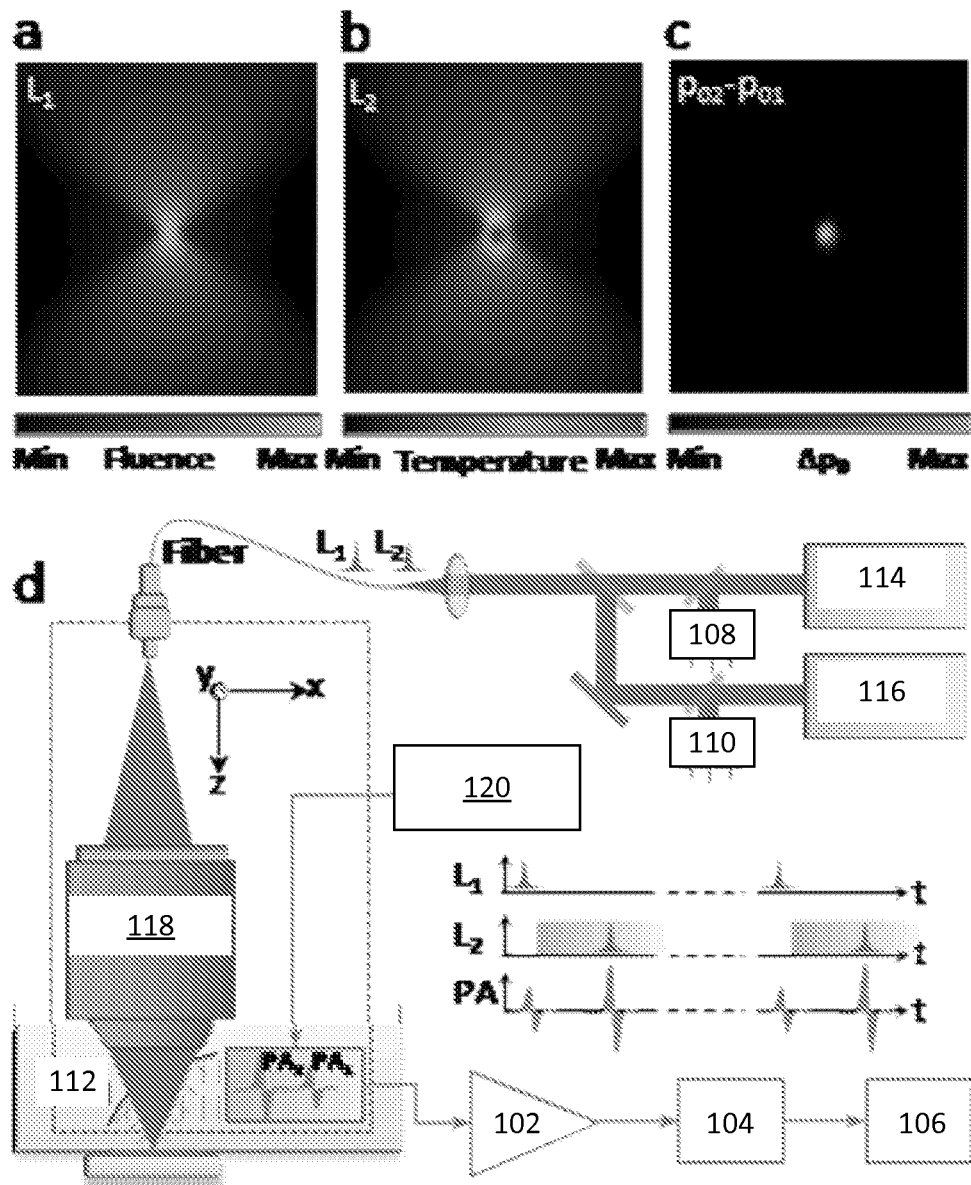 a
b
c
L₁
L₂
p₀₂-p₀₁
Min Fluence Max
Min Temperature Max
Min Δp₀ Max
d
Fiber
L₁ L₂
114
108
116
110
y
x
z
120
118
L₁ t
L₂ t
PA t
112
PA₂ PA₁
102
104
106